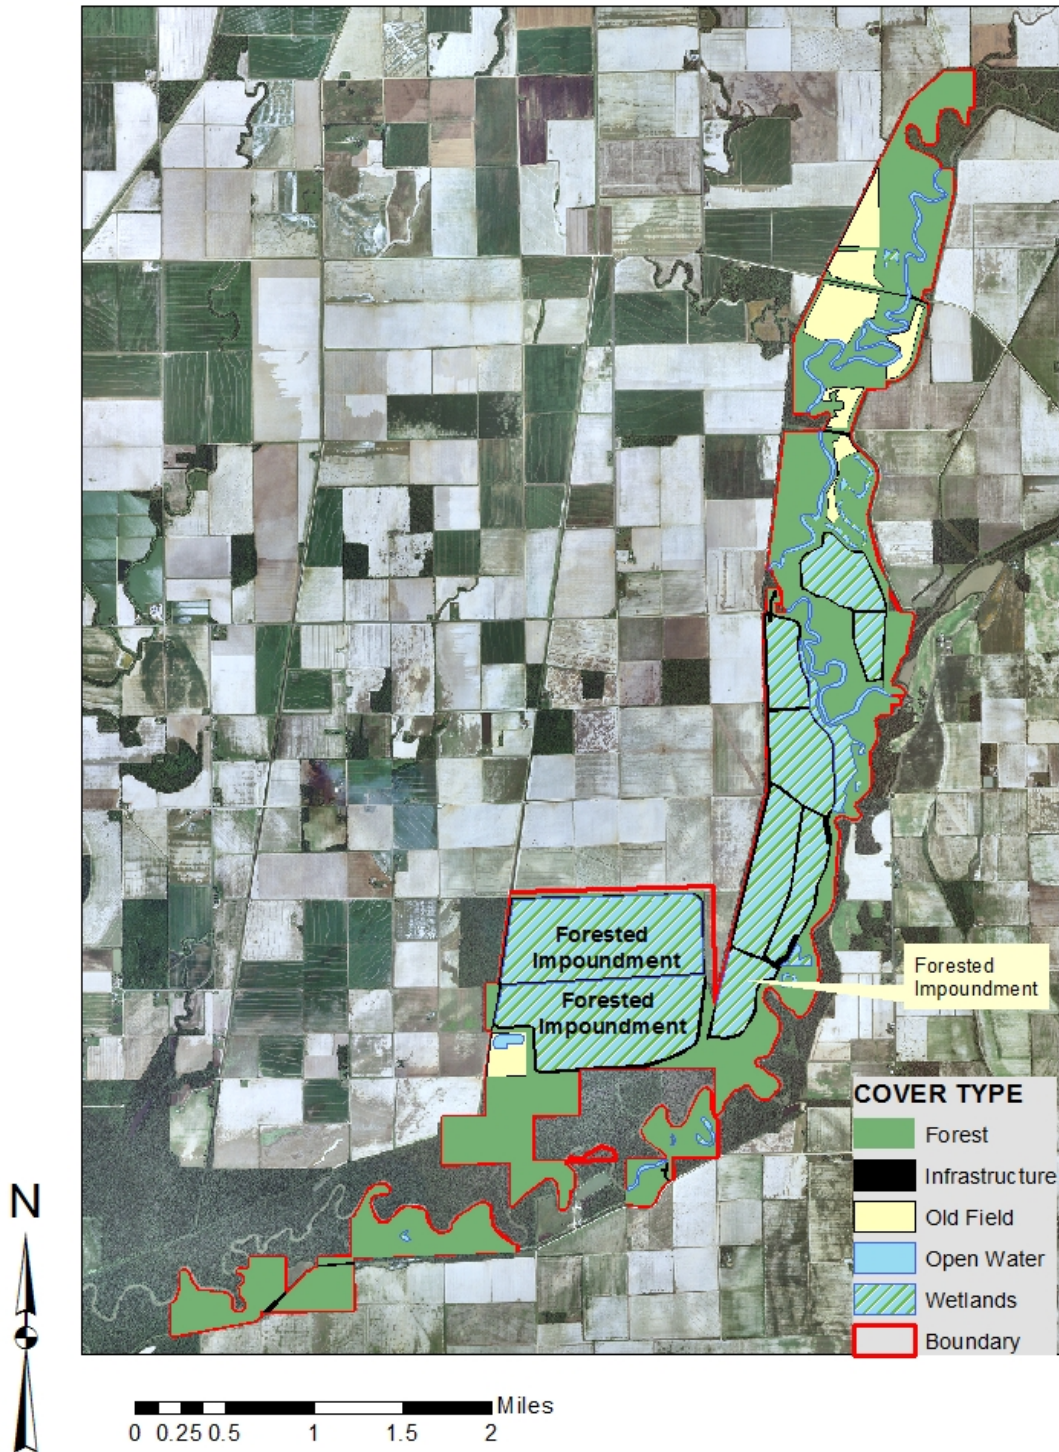 Forested
Impoundment
Forested
Impoundment
Forested
Impoundment
COVER TYPE
Forest
Infrastructure
Old Field
Open Water
Wetlands
Boundary
N
Miles
0 0.25 0.5 1 1.5 2